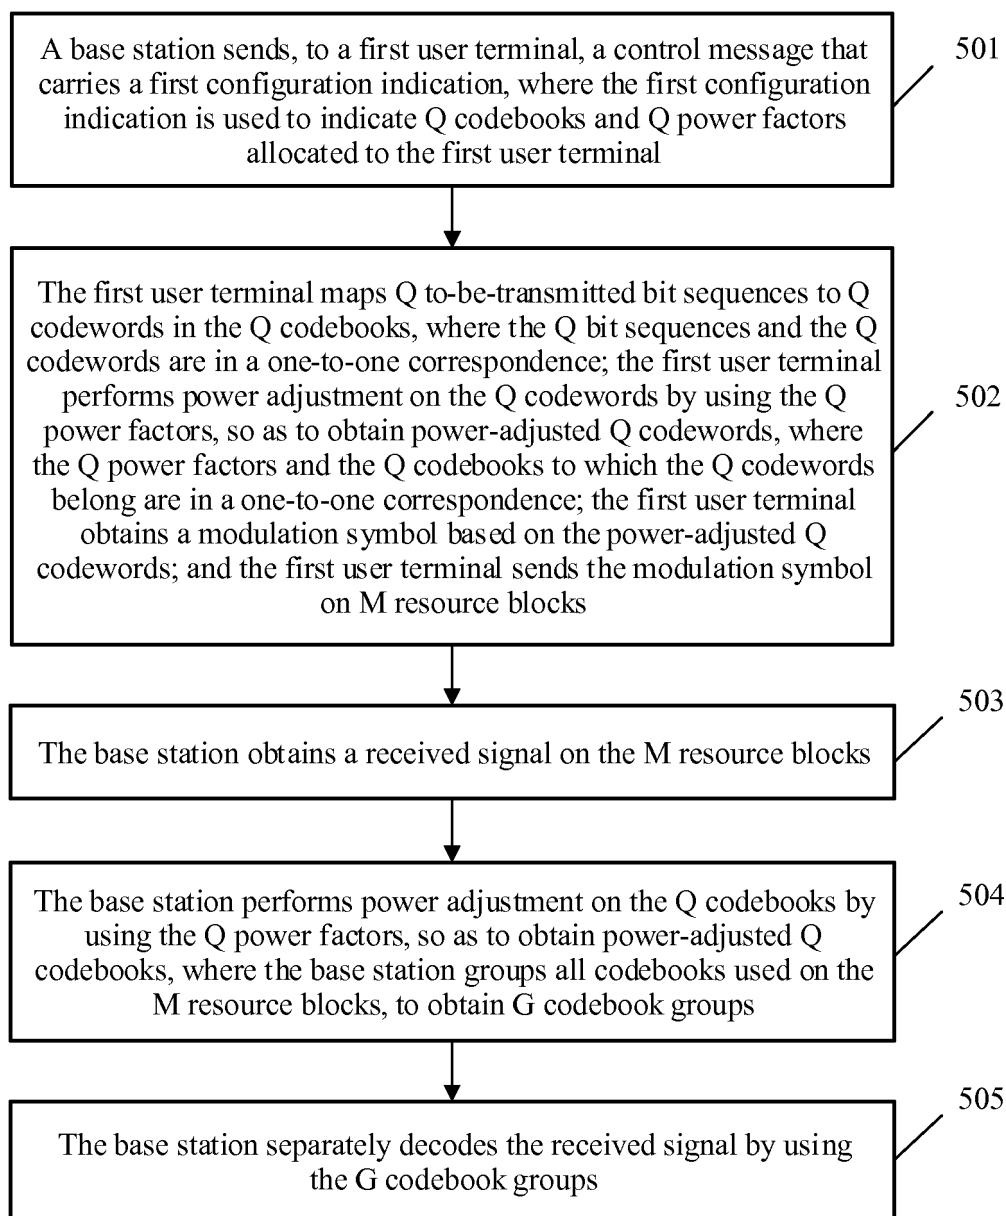 A base station sends, to a first user terminal, a control message that
carries a first configuration indication, where the first configuration
indication is used to indicate Q codebooks and Q power factors
allocated to the first user terminal
501
The first user terminal maps Q to-be-transmitted bit sequences to Q
codewords in the Q codebooks, where the Q bit sequences and the Q
codewords are in a one-to-one correspondence; the first user terminal
performs power adjustment on the Q codewords by using the Q
power factors, so as to obtain power-adjusted Q codewords, where
the Q power factors and the Q codebooks to which the Q codewords
belong are in a one-to-one correspondence; the first user terminal
obtains a modulation symbol based on the power-adjusted Q
codewords; and the first user terminal sends the modulation symbol
on M resource blocks
502
The base station obtains a received signal on the M resource blocks
503
The base station performs power adjustment on the Q codebooks by
using the Q power factors, so as to obtain power-adjusted Q
codebooks, where the base station groups all codebooks used on the
M resource blocks, to obtain G codebook groups
504
The base station separately decodes the received signal by using
the G codebook groups
505